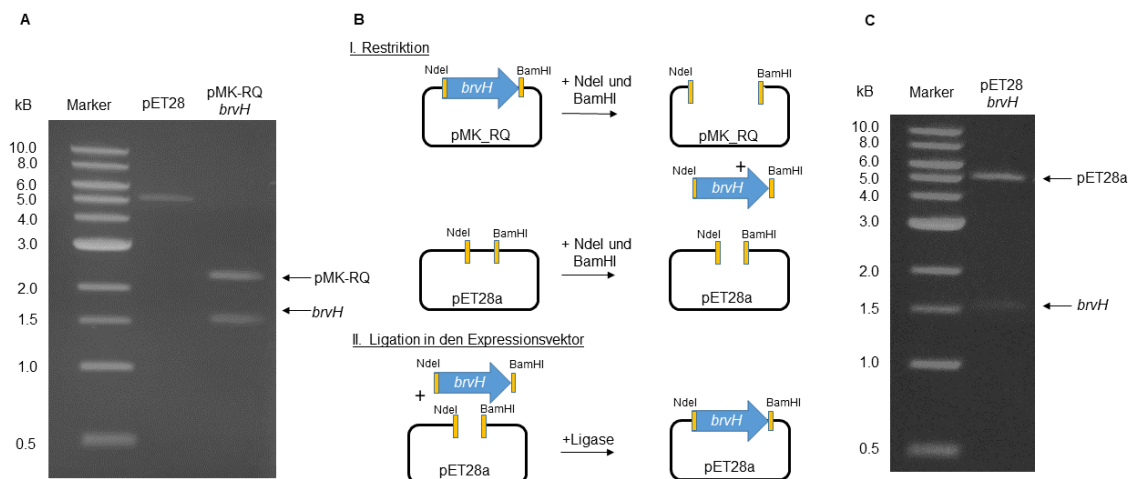 A
kB
Marker
pET28
pMK-RQ
brvH
10.0
8.0
6.0
5.0
4.0
3.0
2.0
1.5
1.0
0.5
pMK-RQ
brvH
B
I. Restriktion
NdeI
BamHI
brvH
pMK_RQ
+ NdeI und
BamHI
NdeI
BamHI
pMK_RQ
+
NdeI
BamHI
brvH
NdeI
BamHI
pET28a
+ NdeI und
BamHI
NdeI
BamHI
pET28a
II. Ligation in den Expressionsvektor
NdeI
BamHI
brvH
+
NdeI
BamHI
pET28a
+Ligase
NdeI
BamHI
brvH
pET28a
C
kB
Marker
pET28
brvH
10.0
8.0
6.0
5.0
4.0
3.0
2.0
1.5
1.0
0.5
pET28a
brvH